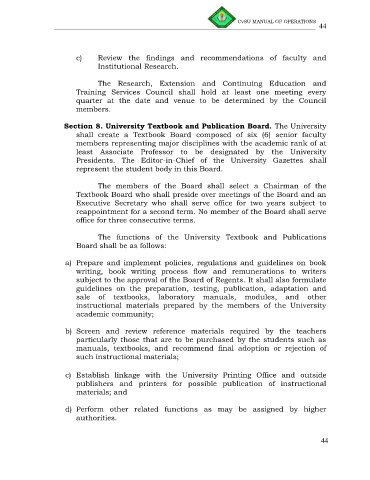 CvSU MANUAL OF OPERATIONS
44
c) Review the findings and recommendations of faculty and
Institutional Research.
The Research, Extension and Continuing Education and
Training Services Council shall hold at least one meeting every
quarter at the date and venue to be determined by the Council
members.
Section 8. University Textbook and Publication Board. The University
shall create a Textbook Board composed of six (6) senior faculty
members representing major disciplines with the academic rank of at
least Associate Professor to be designated by the University
Presidents. The Editor-in-Chief of the University Gazettes shall
represent the student body in this Board.
The members of the Board shall select a Chairman of the
Textbook Board who shall preside over meetings of the Board and an
Executive Secretary who shall serve office for two years subject to
reappointment for a second term. No member of the Board shall serve
office for three consecutive terms.
The functions of the University Textbook and Publications
Board shall be as follows:
a) Prepare and implement policies, regulations and guidelines on book
writing, book writing process flow and remunerations to writers
subject to the approval of the Board of Regents. It shall also formulate
guidelines on the preparation, testing, publication, adaptation and
sale of textbooks, laboratory manuals, modules, and other
instructional materials prepared by the members of the University
academic community;
b) Screen and review reference materials required by the teachers
particularly those that are to be purchased by the students such as
manuals, textbooks, and recommend final adoption or rejection of
such instructional materials;
c) Establish linkage with the University Printing Office and outside
publishers and printers for possible publication of instructional
materials; and
d) Perform other related functions as may be assigned by higher
authorities.
44